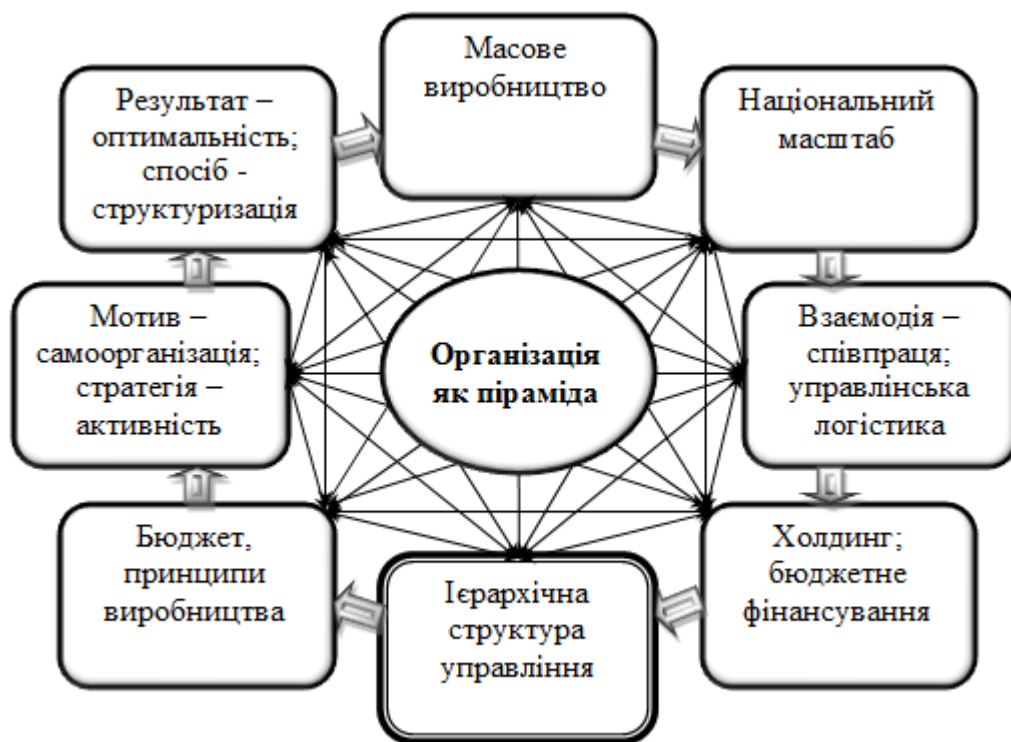 Масове
виробництво
Національний
масштаб
Взаємодія –
співпраця;
управлінська
логістика
Холдинг;
бюджетне
фінансування
Ієрархічна
структура
управління
Бюджет,
принципи
виробництва
Мотив –
самоорганізація;
стратегія –
активність
Результат –
оптимальність;
спосіб -
структуризація
Організація
як піраміда